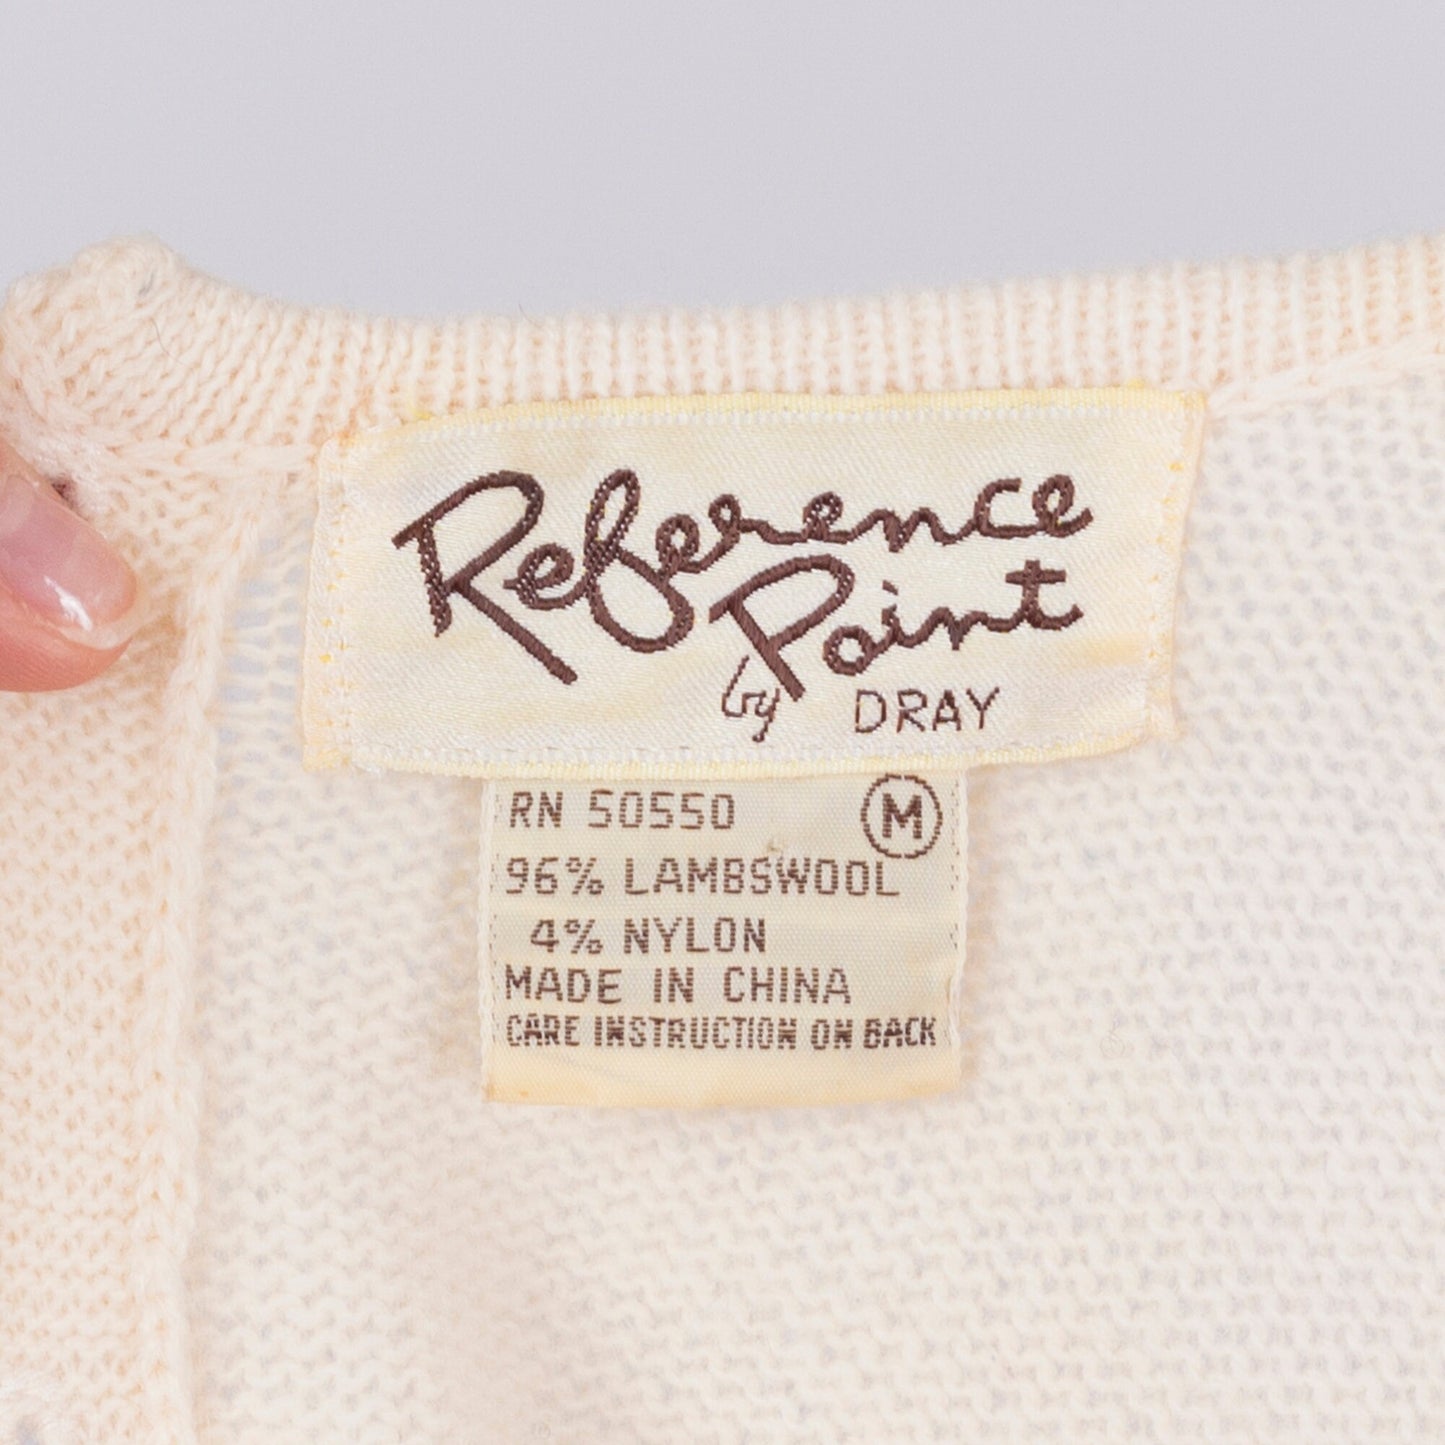 Reference
Point
by DRAY
RN 50550 M
96% LAMBSWOOL
4% NYLON
MADE IN CHINA
CARE INSTRUCTION ON BACK